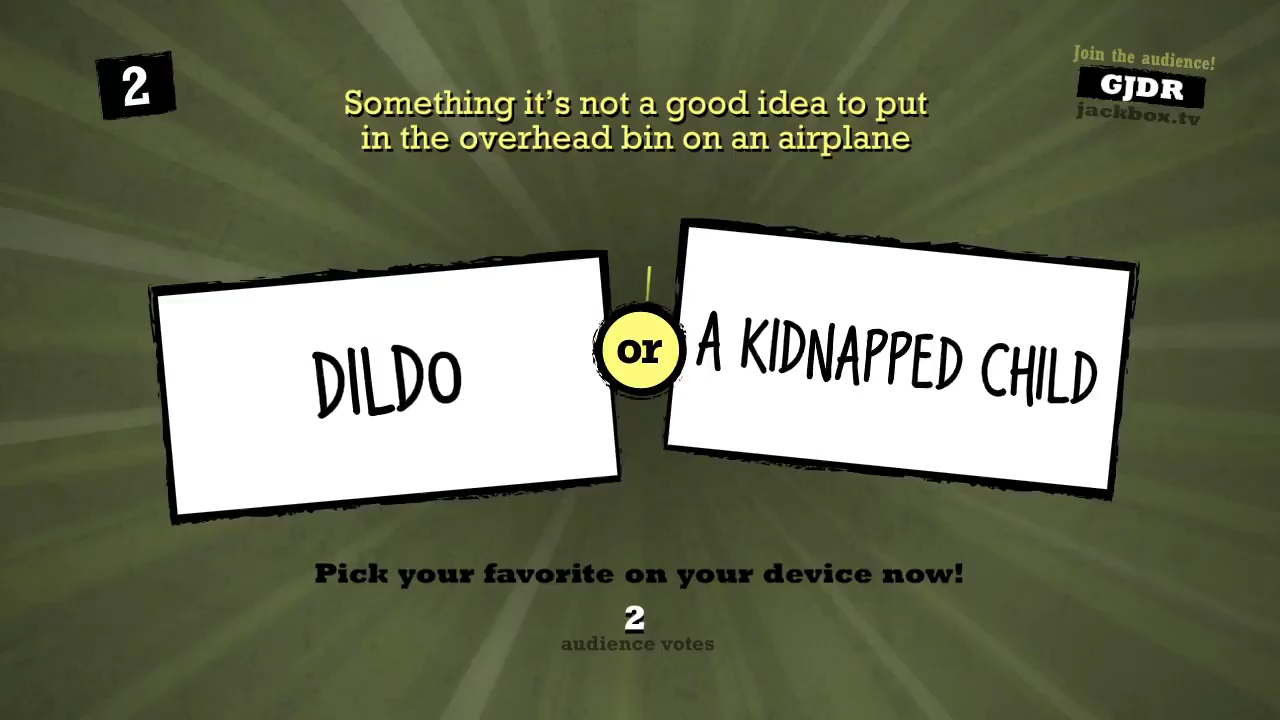 2
Join the audience!
GJDR
jackbox.tv
Something it's not a good idea to put
in the overhead bin on an airplane
DILDO
or
A KIDNAPPED CHILD
Pick your favorite on your device now!
2
audience votes